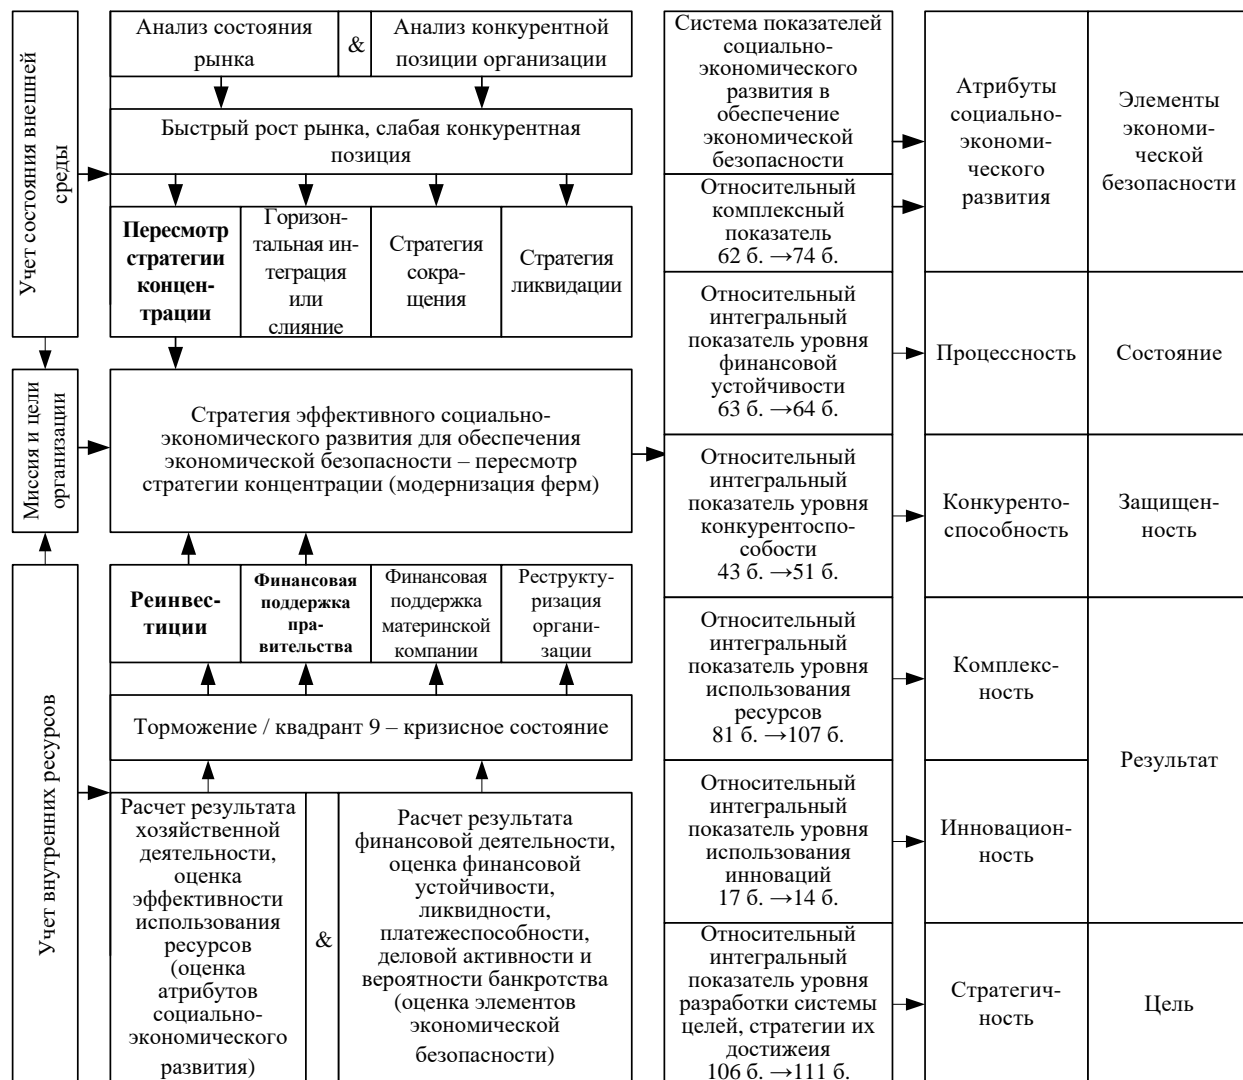 Учет состояния внешней
среды
Миссия и цели
организации
Учет внутренних ресурсов
Анализ состояния
рынка
&
Анализ конкурентной
позиции организации
Быстрый рост рынка, слабая конкурентная
позиция
Пересмотр
стратегии
концен-
трации
Горизон-
тальная ин-
теграция
или
слияние
Стратегия
сокра-
щения
Стратегия
ликвидации
Стратегия эффективного социально-
экономического развития для обеспечения
экономической безопасности – пересмотр
стратегии концентрации (модернизация ферм)
Реинвес-
тиции
Финансовая
поддержка
пра-
вительства
Финансовая
поддержка
материнской
компании
Реструкту-
ризация
органи-
зации
Торможение / квадрант 9 – кризисное состояние
Расчет результата
хозяйственной
деятельности,
оценка
эффективности
использования
ресурсов
(оценка
атрибутов
социально-
экономического
развития)
&
Расчет результата
финансовой деятельности,
оценка финансовой
устойчивости,
ликвидности,
платежеспособности,
деловой активности и
вероятности банкротства
(оценка элементов
экономической
безопасности)
Система показателей
социально-
экономического
развития в
обеспечение
экономической
безопасности
Относительный
комплексный
показатель
62 б. →74 б.
Относительный
интегральный
показатель уровня
финансовой
устойчивости
63 б. →64 б.
Относительный
интегральный
показатель уровня
конкурентоспо-
собости
43 б. →51 б.
Относительный
интегральный
показатель уровня
использования
ресурсов
81 б. →107 б.
Относительный
интегральный
показатель уровня
использования
инноваций
17 б. →14 б.
Относительный
интегральный
показатель уровня
разработки системы
целей, стратегии их
достижеия
106 б. →111 б.
Атрибуты
социально-
экономи-
ческого
развития
Процессность
Конкуренто-
способность
Комплекс-
ность
Инновацион-
ность
Стратегич-
ность
Элементы
экономи-
ческой
безопасности
Состояние
Защищен-
ность
Результат
Цель